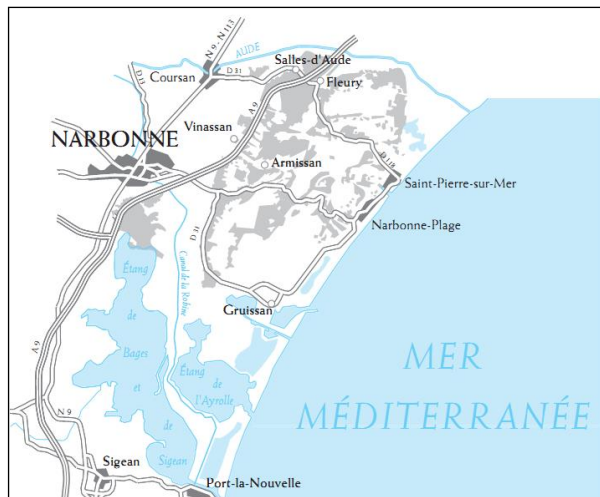 N 9 - N 113
AUDE
Salles-d'Aude
Coursan
D 31
Fleury
D 13
A 9
Vinassan
NARBONNE
Armissan
D 118
Saint-Pierre-sur-Mer
Narbonne-Plage
D 31
Canal de la Robine
Étang
de
Bages
et
de
Sigean
Gruissan
A 9
Étang
de
l'Ayrolle
MER
MÉDITERRANÉE
N 9
Sigean
Port-la-Nouvelle